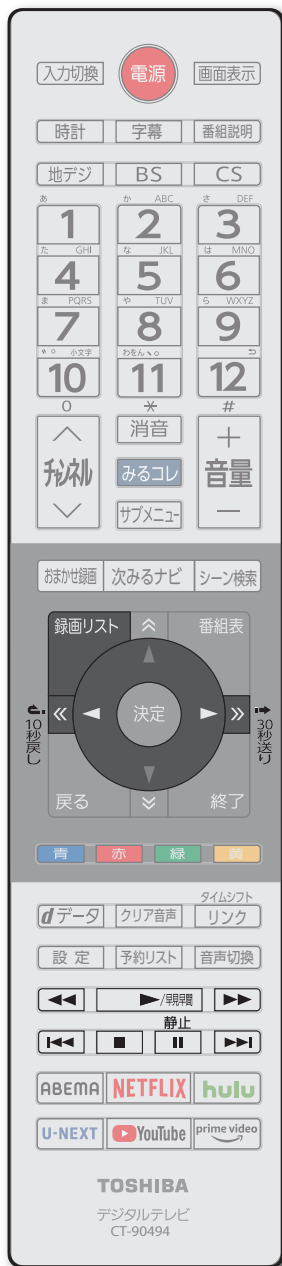 入力切換 電源 画面表示
時計 字幕 番組説明
地デジ BS CS
あ か ABC さ DEF
1 2 3
た GHI な JKL は MNO
4 5 6
ま PQRS や TUV ら WXYZ
7 8 9
゛゜ 小文字 わをん、。
10 11 12
0 * #
消音
チャンネル みるコレ + 音量 −
サブメニュー
おまかせ録画 次みるナビ シーン検索
録画リスト 番組表
10秒戻し 決定 30秒送り
戻る 終了
青 赤 緑 黄
タイムシフト
dデータ クリア音声 リンク
設定 予約リスト 音声切換
/早見早聞
静止
ABEMA NETFLIX hulu
U-NEXT YouTube prime video
TOSHIBA
デジタルテレビ
CT-90494